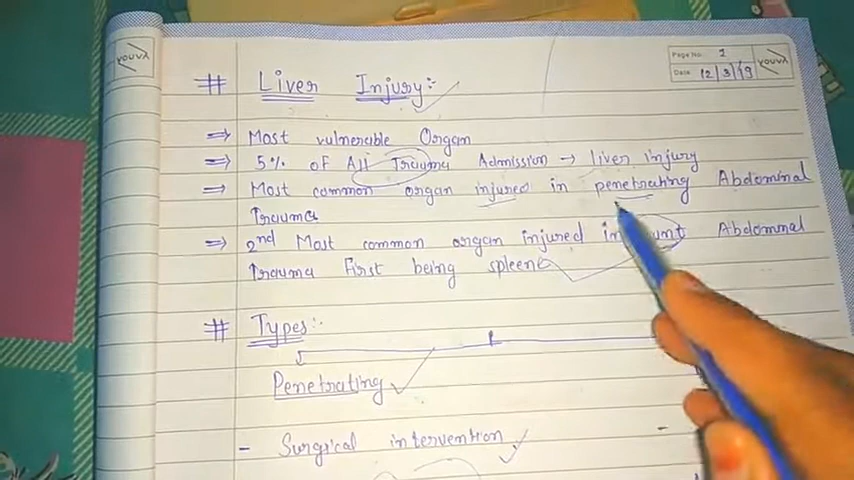 youvA
Page No. 1
Date 12/3/19
youvA
# Liver Injury:-
⇒ Most vulnerable Organ
⇒ 5% of All Trauma Admission → liver injury
⇒ Most common organ injured in penetrating Abdominal
Trauma
⇒ 2nd Most common organ injured in Abdominal
Trauma First being spleen
# Types:-
Penetrating
- Surgical intervention